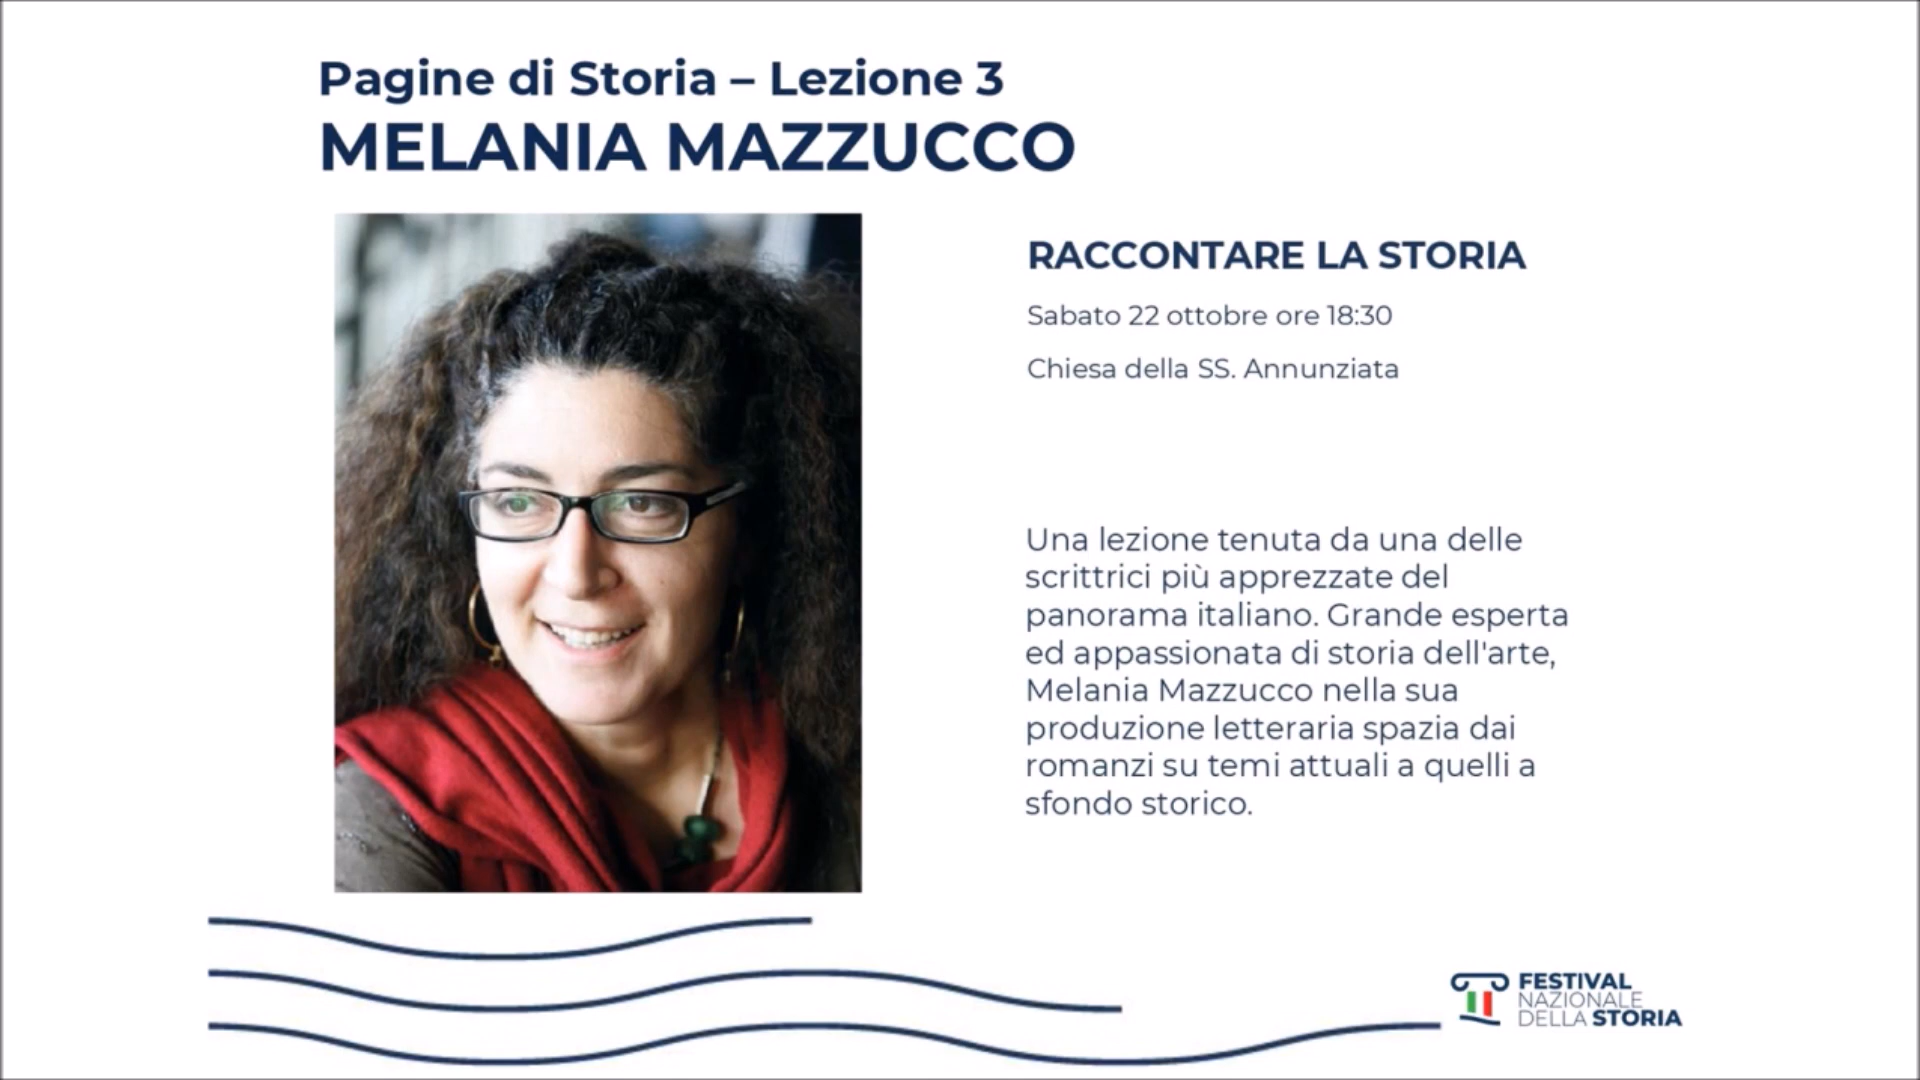 Pagine di Storia – Lezione 3
MELANIA MAZZUCCO
RACCONTARE LA STORIA
Sabato 22 ottobre ore 18:30
Chiesa della SS. Annunziata
Una lezione tenuta da una delle
scrittrici più apprezzate del
panorama italiano. Grande esperta
ed appassionata di storia dell'arte,
Melania Mazzucco nella sua
produzione letteraria spazia dai
romanzi su temi attuali a quelli a
sfondo storico.
FESTIVAL
NAZIONALE
DELLA STORIA